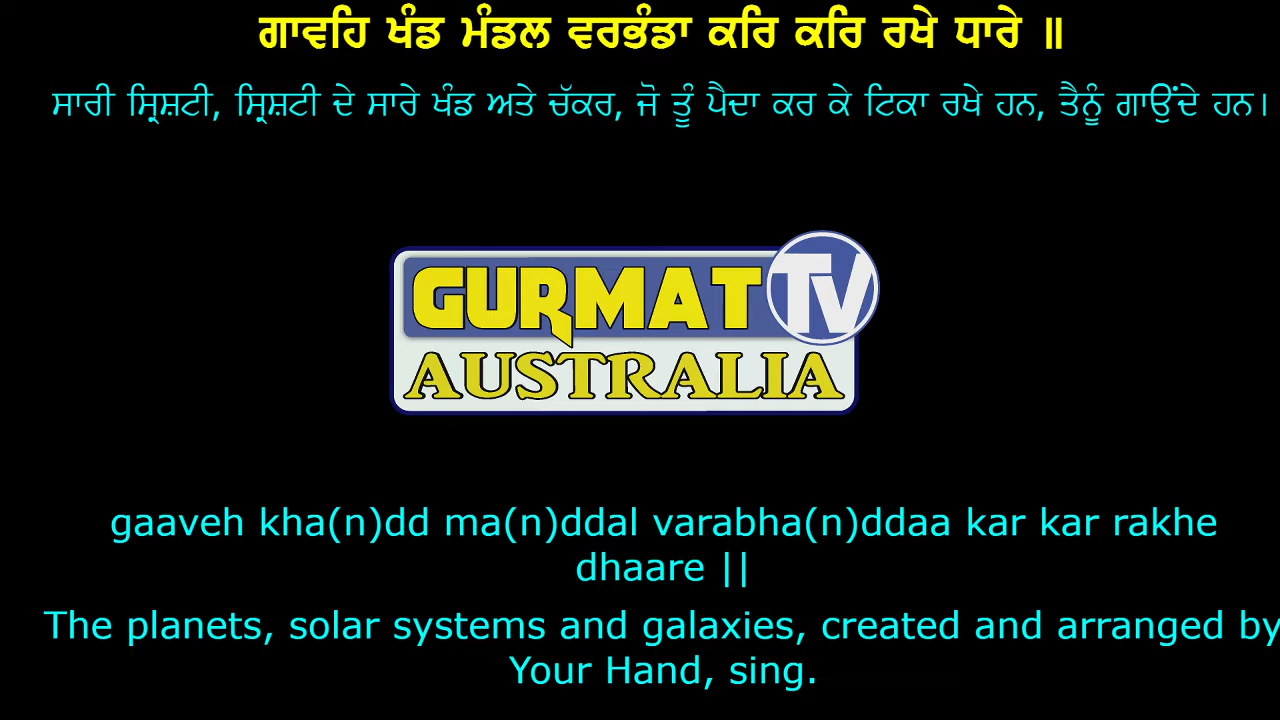 ਗਾਵਹਿ ਖੰਡ ਮੰਡਲ ਵਰਭੰਡਾ ਕਰਿ ਕਰਿ ਰਖੇ ਧਾਰੇ ॥
ਸਾਰੀ ਸ੍ਰਿਸ਼ਟੀ, ਸ੍ਰਿਸ਼ਟੀ ਦੇ ਸਾਰੇ ਖੰਡ ਅਤੇ ਚੱਕਰ, ਜੋ ਤੂੰ ਪੈਦਾ ਕਰ ਕੇ ਟਿਕਾ ਰਖੇ ਹਨ, ਤੈਨੂੰ ਗਾਉਂਦੇ ਹਨ।
GURMAT TV
AUSTRALIA
gaaveh kha(n)dd ma(n)ddal varabha(n)ddaa kar kar rakhe
dhaare ||
The planets, solar systems and galaxies, created and arranged by
Your Hand, sing.